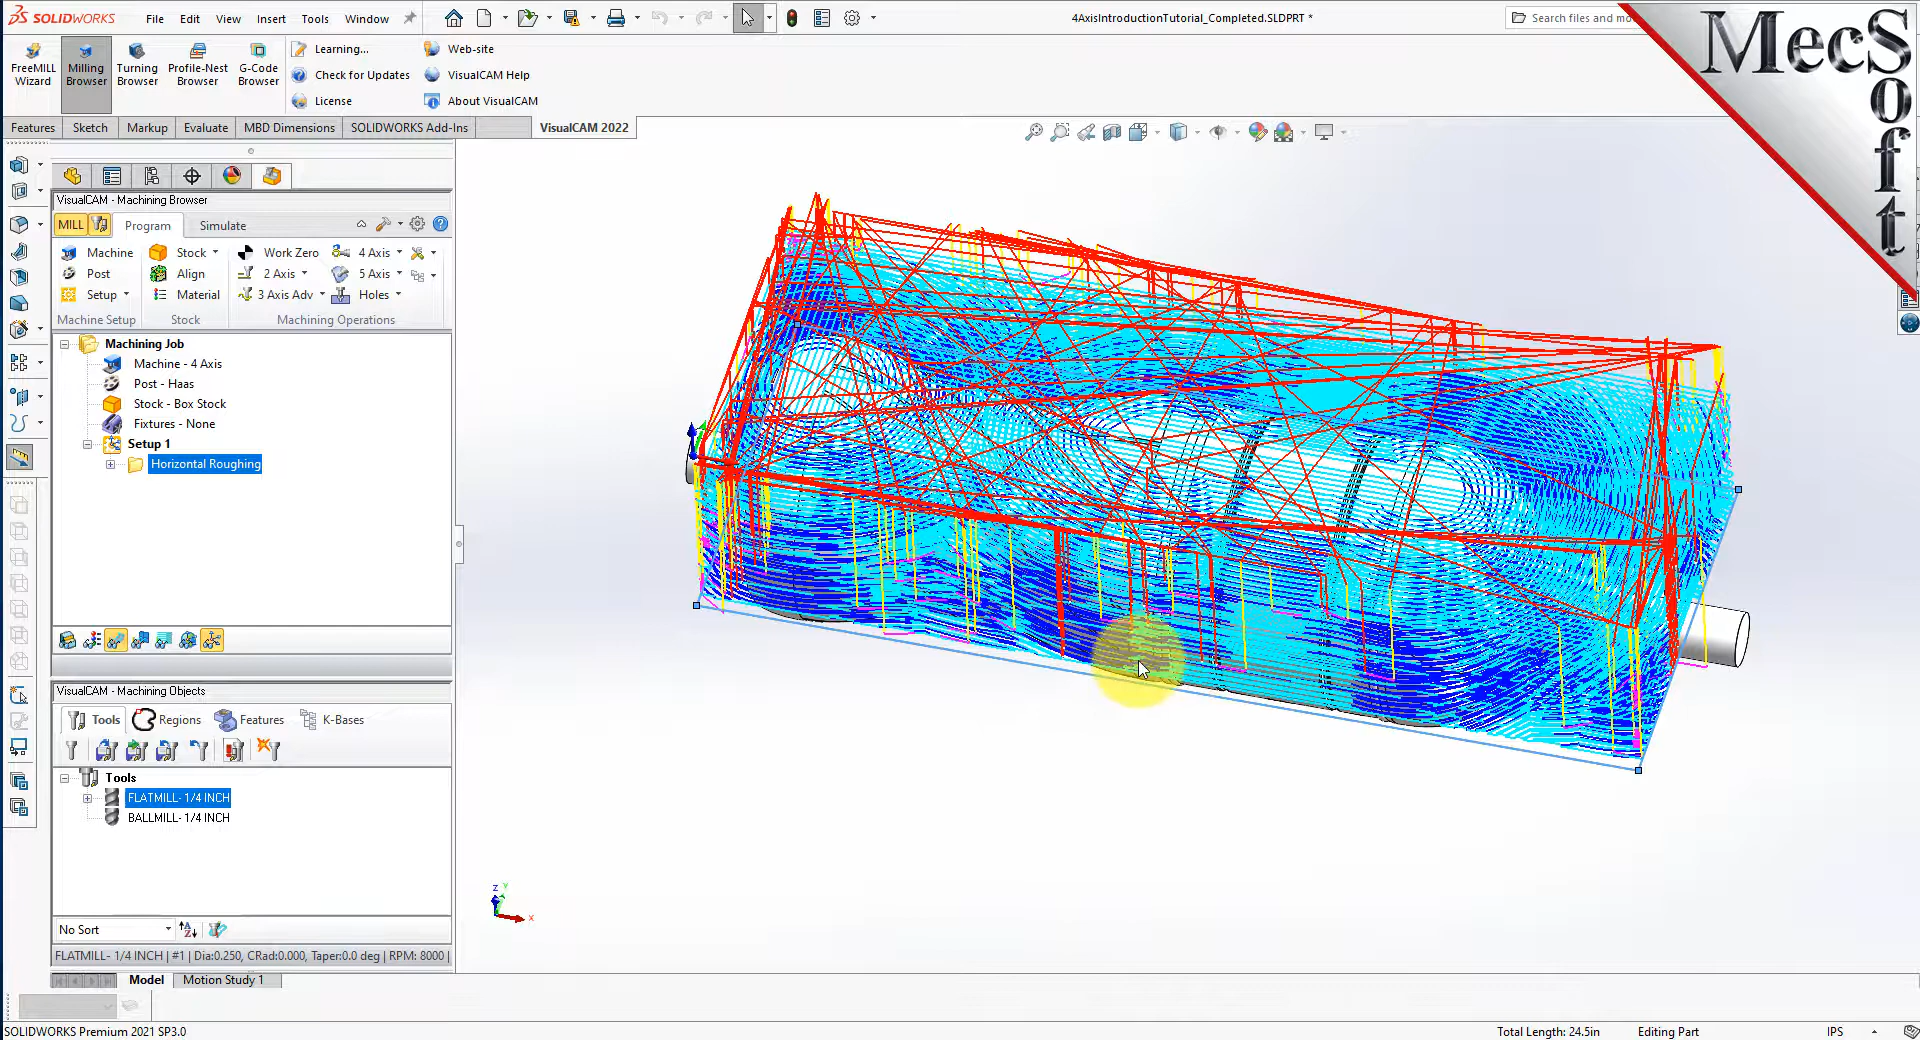 SOLIDWORKS File Edit View Insert Tools Window
4AxisIntroductionTutorial_Completed.SLDPRT *
Search files and mo
MecSoft
FreeMILL Wizard
Milling Browser
Turning Browser
Profile-Nest Browser
G-Code Browser
Learning...
Check for Updates
License
Web-site
VisualCAM Help
About VisualCAM
Features Sketch Markup Evaluate MBD Dimensions SOLIDWORKS Add-Ins VisualCAM 2022
VisualCAM - Machining Browser
MILL Program Simulate
Machine Stock Work Zero 4 Axis
Post Align 2 Axis 5 Axis
Setup Material 3 Axis Adv Holes
Machine Setup Stock Machining Operations
Machining Job
Machine - 4 Axis
Post - Haas
Stock - Box Stock
Fixtures - None
Setup 1
Horizontal Roughing
VisualCAM - Machining Objects
Tools Regions Features K-Bases
Tools
FLATMILL- 1/4 INCH
BALLMILL- 1/4 INCH
Z Y
X
No Sort
FLATMILL- 1/4 INCH | #1 | Dia:0.250, CRad:0.000, Taper:0.0 deg | RPM: 8000 |
Model Motion Study 1
SOLIDWORKS Premium 2021 SP3.0
Total Length: 24.5in Editing Part IPS